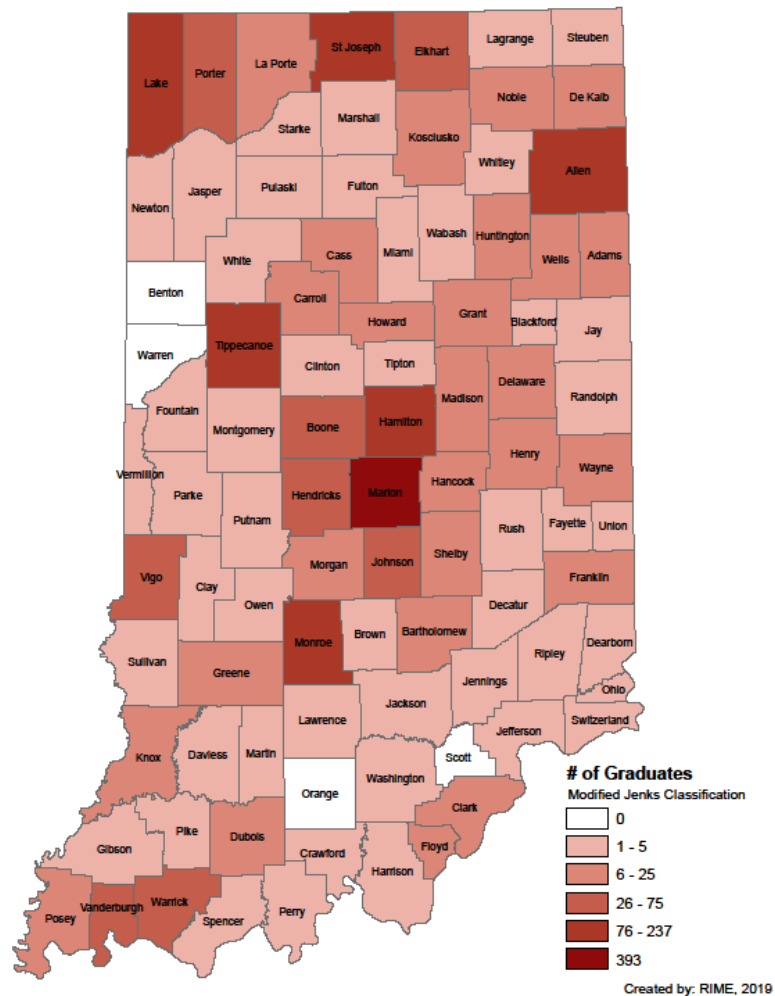 Lagrange
Steuben
St Joseph
Elkhart
La Porte
Porter
Lake
Noble
De Kalb
Marshall
Starke
Kosciusko
Whitley
Allen
Pulaski
Fulton
Jasper
Newton
Wabash
Huntington
Miami
Cass
White
Wells
Adams
Benton
Carroll
Grant
Howard
Blackford
Jay
Tippecanoe
Warren
Clinton
Tipton
Delaware
Madison
Randolph
Fountain
Montgomery
Boone
Hamilton
Henry
Wayne
Vermillion
Parke
Hendricks
Marion
Hancock
Putnam
Rush
Fayette
Union
Shelby
Morgan
Johnson
Vigo
Clay
Franklin
Owen
Decatur
Monroe
Brown
Bartholomew
Dearborn
Ripley
Sullivan
Greene
Jennings
Ohio
Jackson
Lawrence
Switzerland
Jefferson
Knox
Daviess
Martin
Scott
Washington
Orange
Clark
Pike
Dubois
Gibson
Floyd
Crawford
Harrison
Warrick
Vanderburgh
Posey
Spencer
Perry
# of Graduates
Modified Jenks Classification
0
1 - 5
6 - 25
26 - 75
76 - 237
393
Created by: RIME, 2019